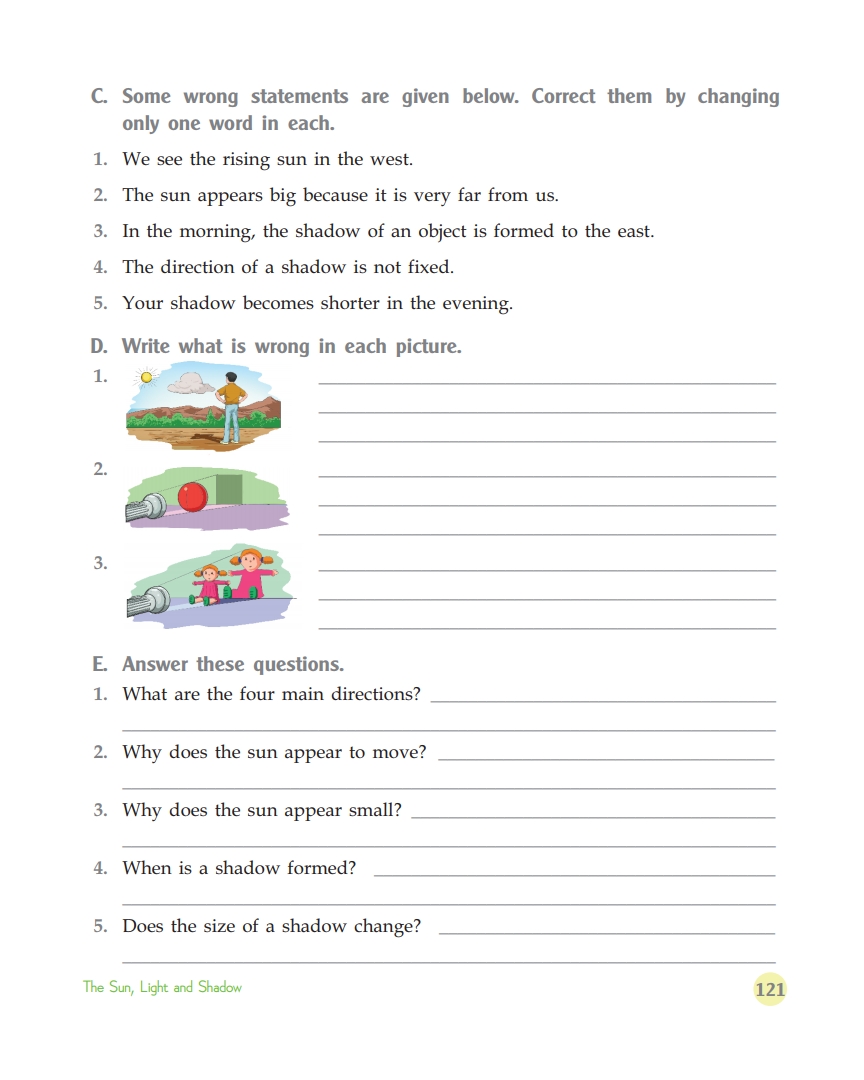 C. Some wrong statements are given below. Correct them by changing
only one word in each.
1. We see the rising sun in the west.
2. The sun appears big because it is very far from us.
3. In the morning, the shadow of an object is formed to the east.
4. The direction of a shadow is not fixed.
5. Your shadow becomes shorter in the evening.
D. Write what is wrong in each picture.
1.
2.
3.
E. Answer these questions.
1. What are the four main directions?
2. Why does the sun appear to move?
3. Why does the sun appear small?
4. When is a shadow formed?
5. Does the size of a shadow change?
The Sun, Light and Shadow
121